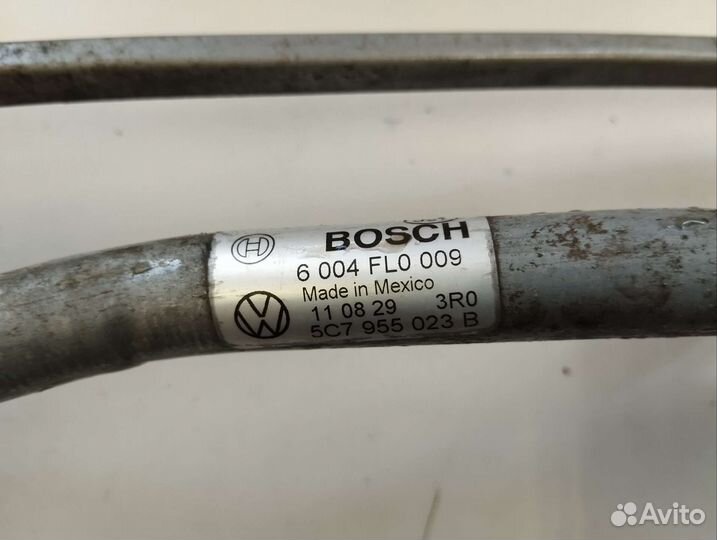 BOSCH
6 004 FL0 009
Made in Mexico
11 08 29 3R0
5C7 955 023 B
Avito